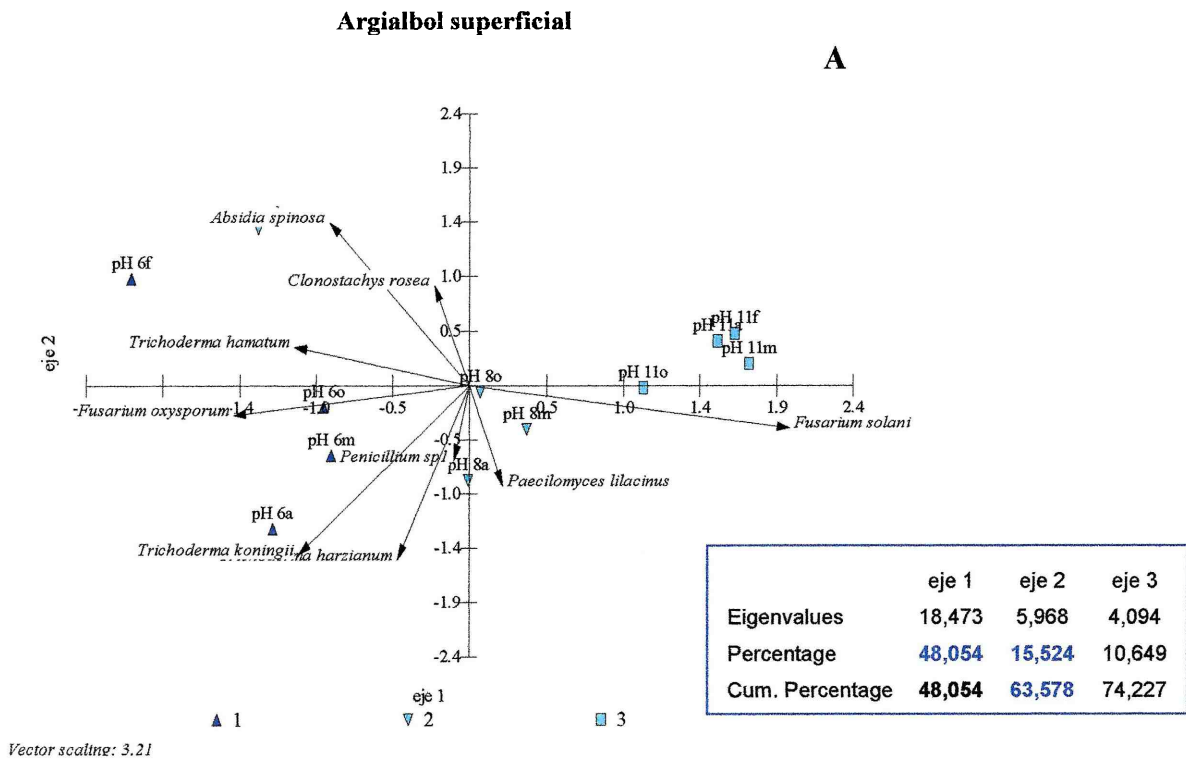 Argialbol superficial
A
2.4
1.9
Absidia spinosa
1.4
pH 6f
Clonostachys rosea
1.0
0.5
pH 11f
pH 11m
Trichoderma hamatum
eje 2
pH 8o
pH 11o
pH 6o
-Fusarium oxysporum
1.4
-0.5
0.5
1.0
1.4
1.9
2.4
Fusarium solani
pH 8m
-0.5
pH 6m
Penicillium sp1
pH 8a
Paecilomyces lilacinus
-1.0
pH 6a
Trichoderma koningii
harzianum
-1.4
-1.9
-2.4
eje 1 eje 2 eje 3
Eigenvalues 18,473 5,968 4,094
Percentage 48,054 15,524 10,649
Cum. Percentage 48,054 63,578 74,227
eje 1
1 2 3
Vector scaling: 3.21